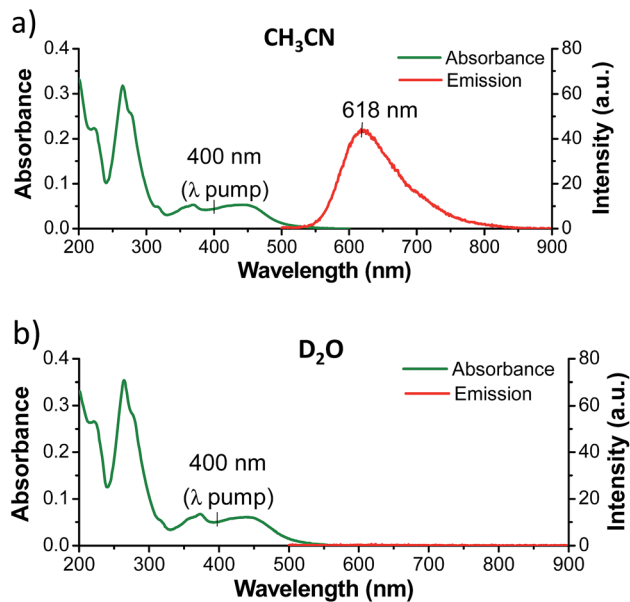 a)
CH₃CN
Absorbance
Emission
618 nm
400 nm
(λ pump)
0.4
0.3
0.2
0.1
0.0
Absorbance
80
60
40
20
0
Intensity (a.u.)
200 300 400 500 600 700 800 900
Wavelength (nm)
b)
D₂O
Absorbance
Emission
400 nm
(λ pump)
0.4
0.3
0.2
0.1
0.0
Absorbance
80
60
40
20
0
Intensity (a.u.)
200 300 400 500 600 700 800 900
Wavelength (nm)